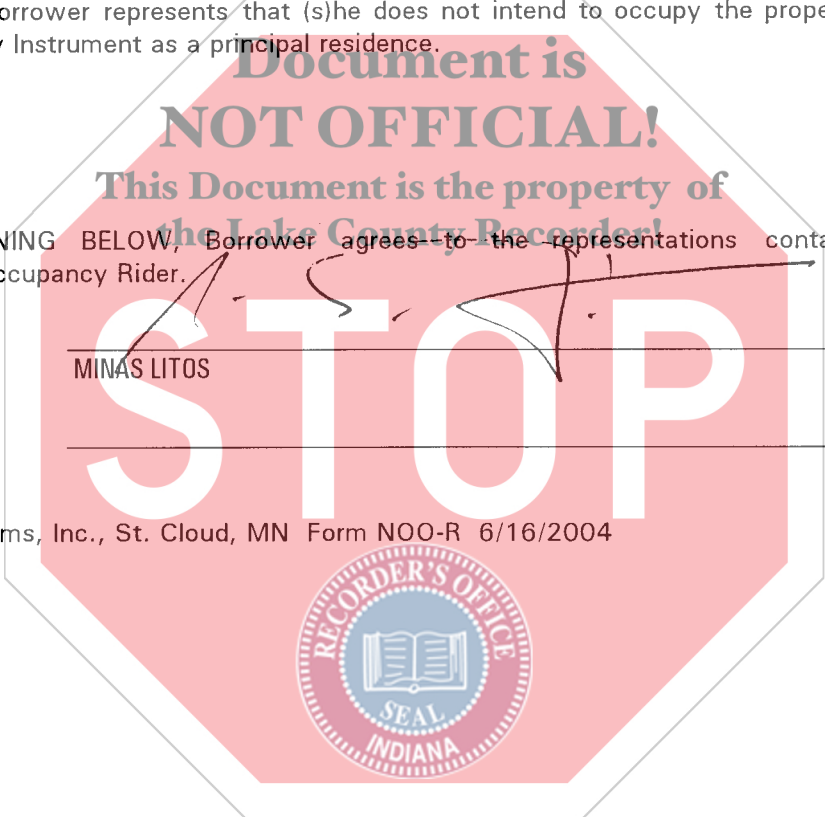 orrower represents that (s)he does not intend to occupy the prope
y Instrument as a principal residence.
Document is
NOT OFFICIAL!
This Document is the property of
the Lake County Recorder!
NING BELOW, Borrower agrees to the representations conta
ccupancy Rider.
STOP
MINAS LITOS
ms, Inc., St. Cloud, MN Form NOO-R 6/16/2004
RECORDER'S OFFICE
SEAL
INDIANA